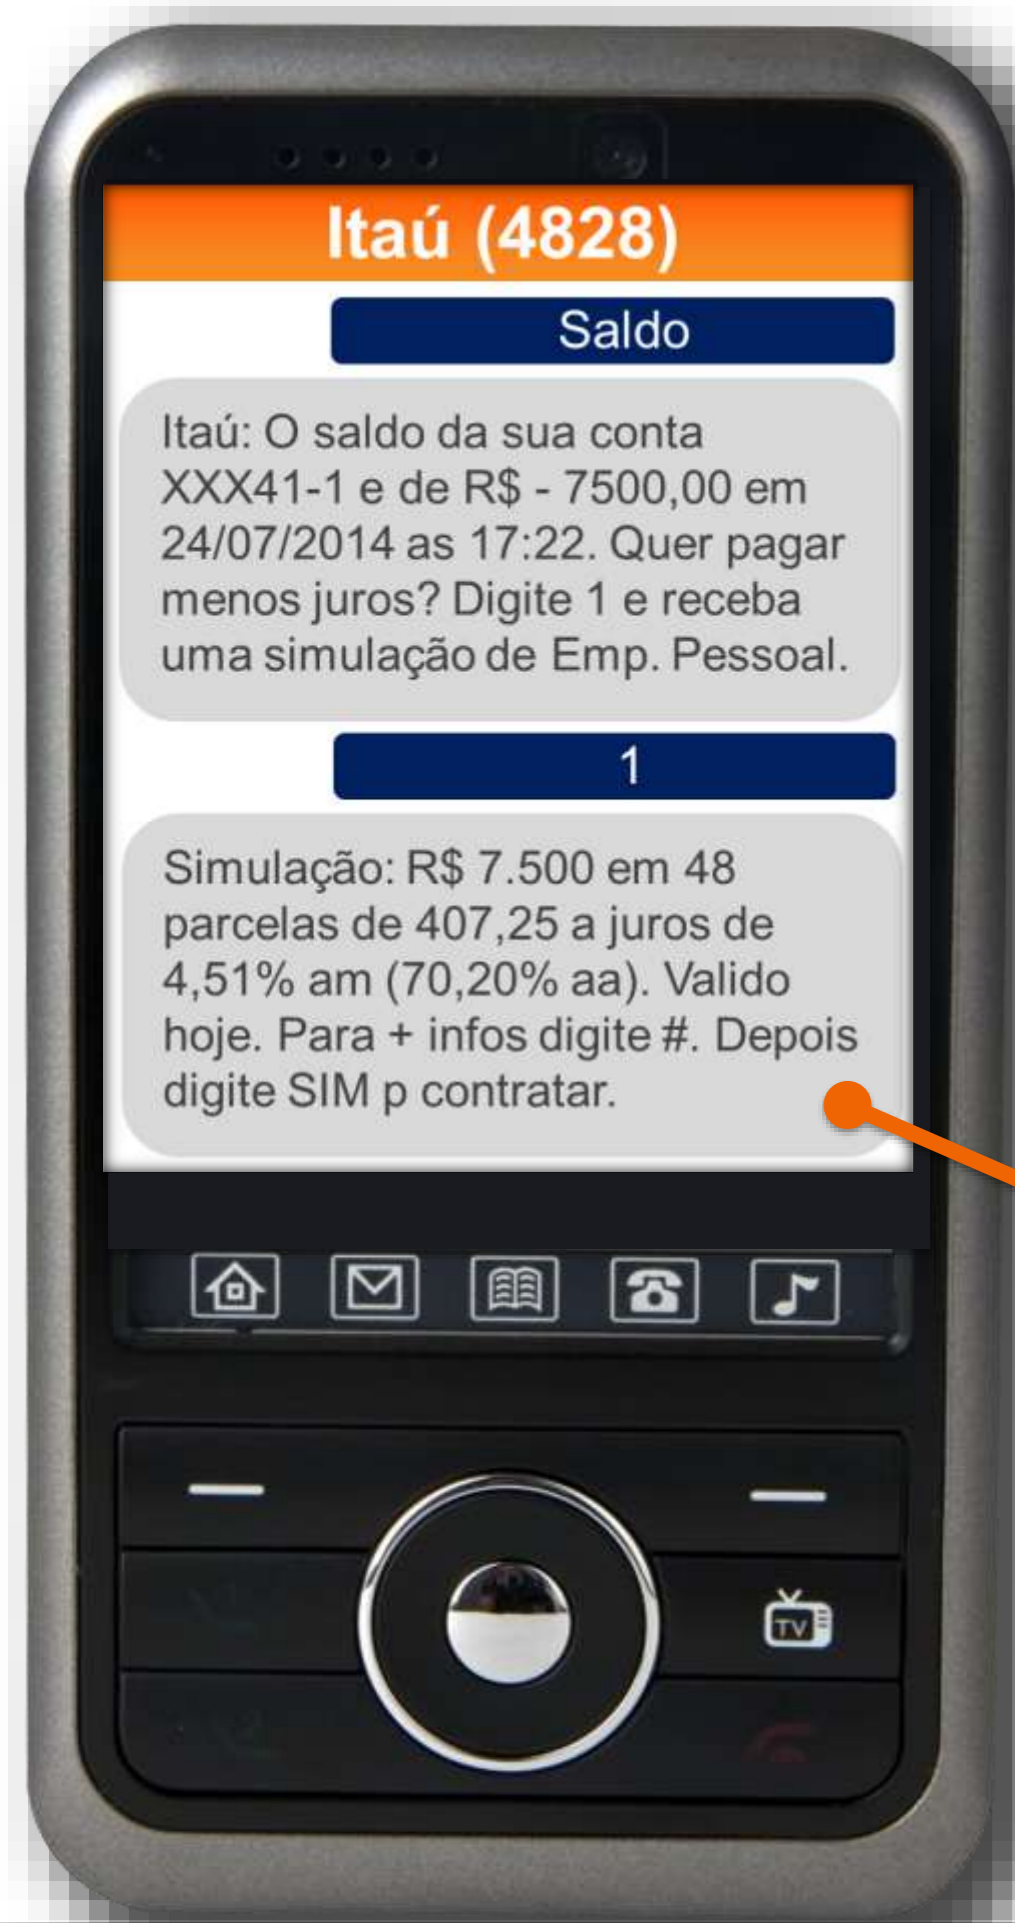 Itaú (4828)
Saldo
Itaú: O saldo da sua conta
XXX41-1 e de R$ - 7500,00 em
24/07/2014 as 17:22. Quer pagar
menos juros? Digite 1 e receba
uma simulação de Emp. Pessoal.
1
Simulação: R$ 7.500 em 48
parcelas de 407,25 a juros de
4,51% am (70,20% aa). Valido
hoje. Para + infos digite #. Depois
digite SIM p contratar.
TV